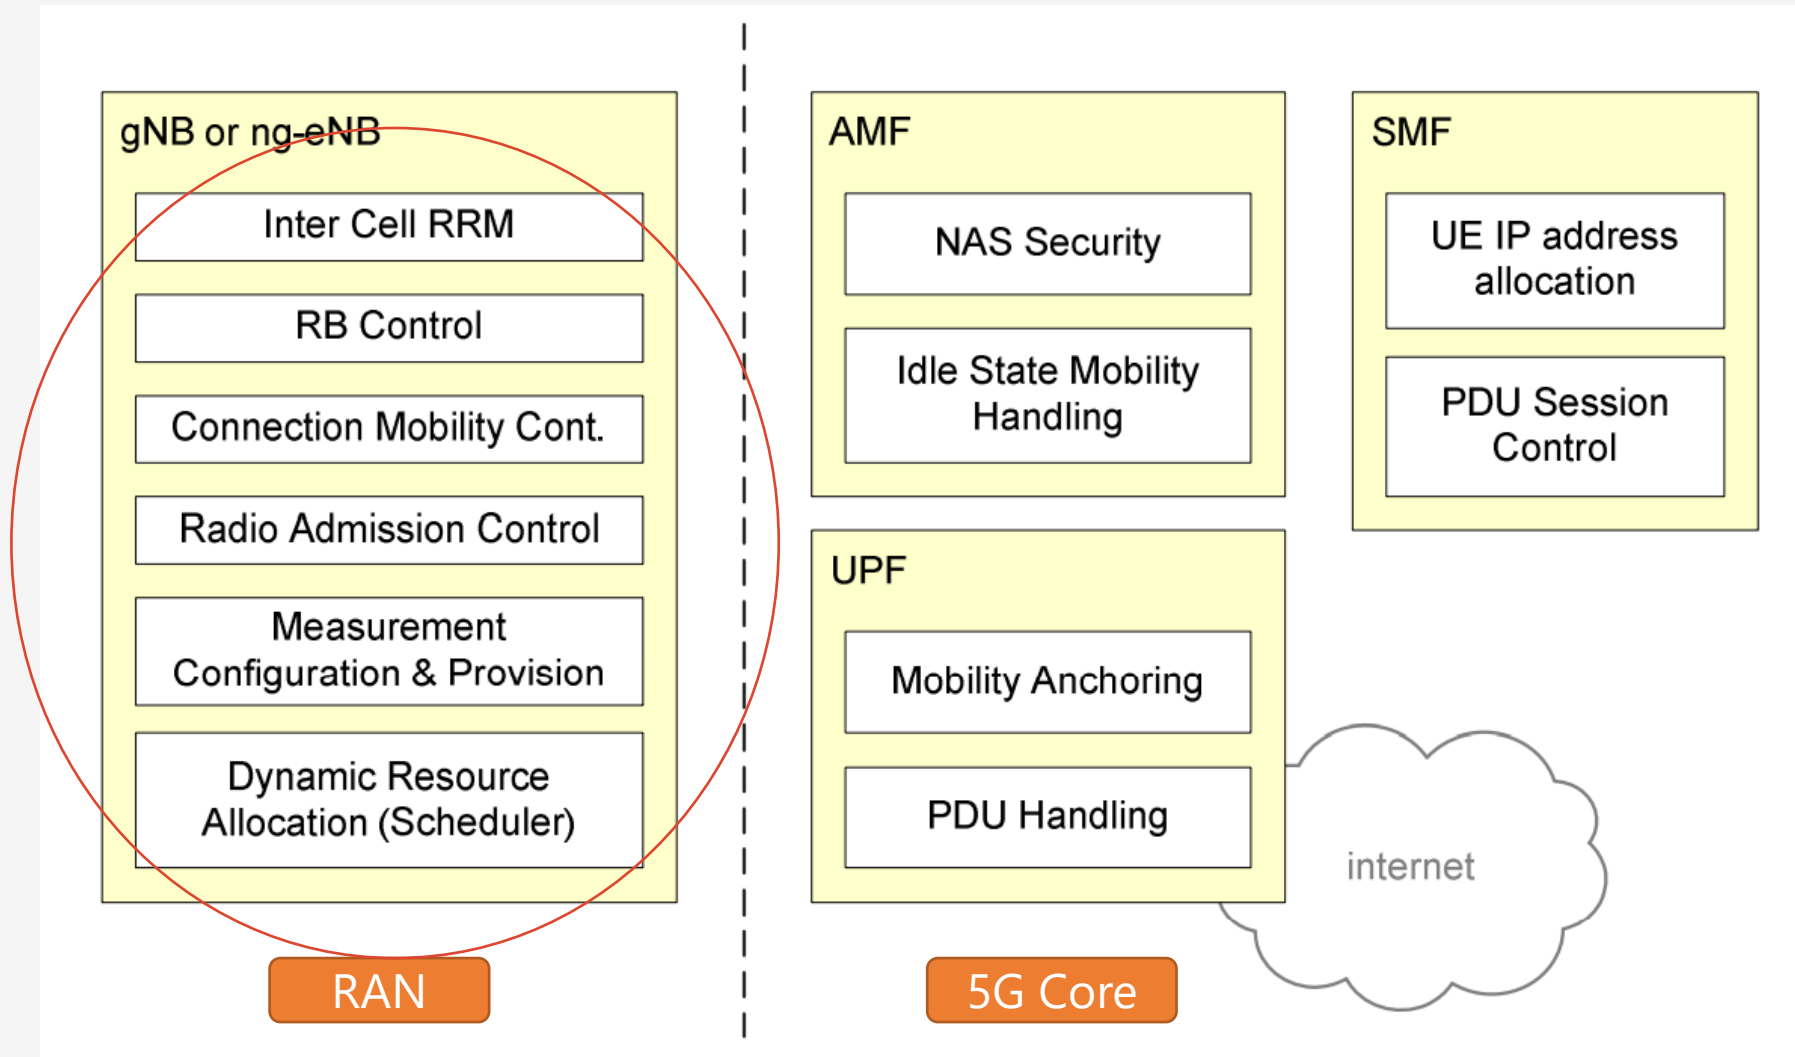 gNB or ng-eNB
Inter Cell RRM
RB Control
Connection Mobility Cont.
Radio Admission Control
Measurement
Configuration & Provision
Dynamic Resource
Allocation (Scheduler)
RAN
AMF
NAS Security
Idle State Mobility
Handling
UPF
Mobility Anchoring
PDU Handling
SMF
UE IP address
allocation
PDU Session
Control
internet
5G Core